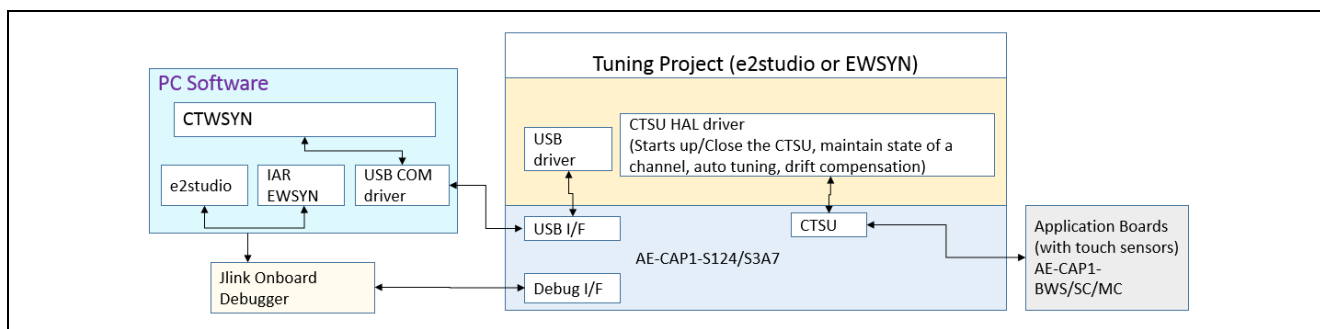 Tuning Project (e2studio or EWSYN)
PC Software
CTWSYN
e2studio
IAR
EWSYN
USB COM
driver
USB
driver
CTSU HAL driver
(Starts up/Close the CTSU, maintain state of a
channel, auto tuning, drift compensation)
USB I/F
CTSU
AE-CAP1-S124/S3A7
Debug I/F
Jlink Onboard
Debugger
Application Boards
(with touch sensors)
AE-CAP1-
BWS/SC/MC